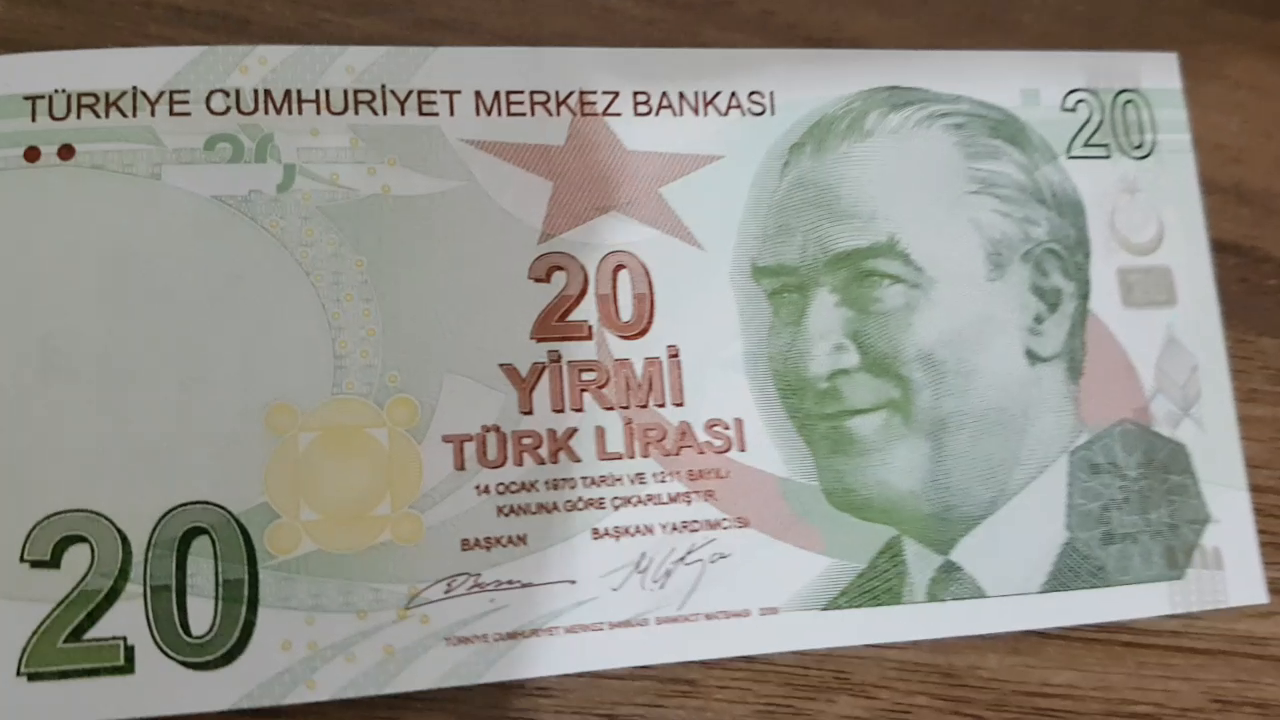 TÜRKİYE CUMHURİYET MERKEZ BANKASI
20
20
20
YİRMİ
TÜRK LİRASI
14 OCAK 1970 TARİH VE 1211 SAYILI
KANUNA GÖRE ÇIKARILMIŞTIR
BAŞKAN BAŞKAN YARDIMCISI
20
TÜRKİYE CUMHURİYET MERKEZ BANKASI BANKNOT MATBAASI